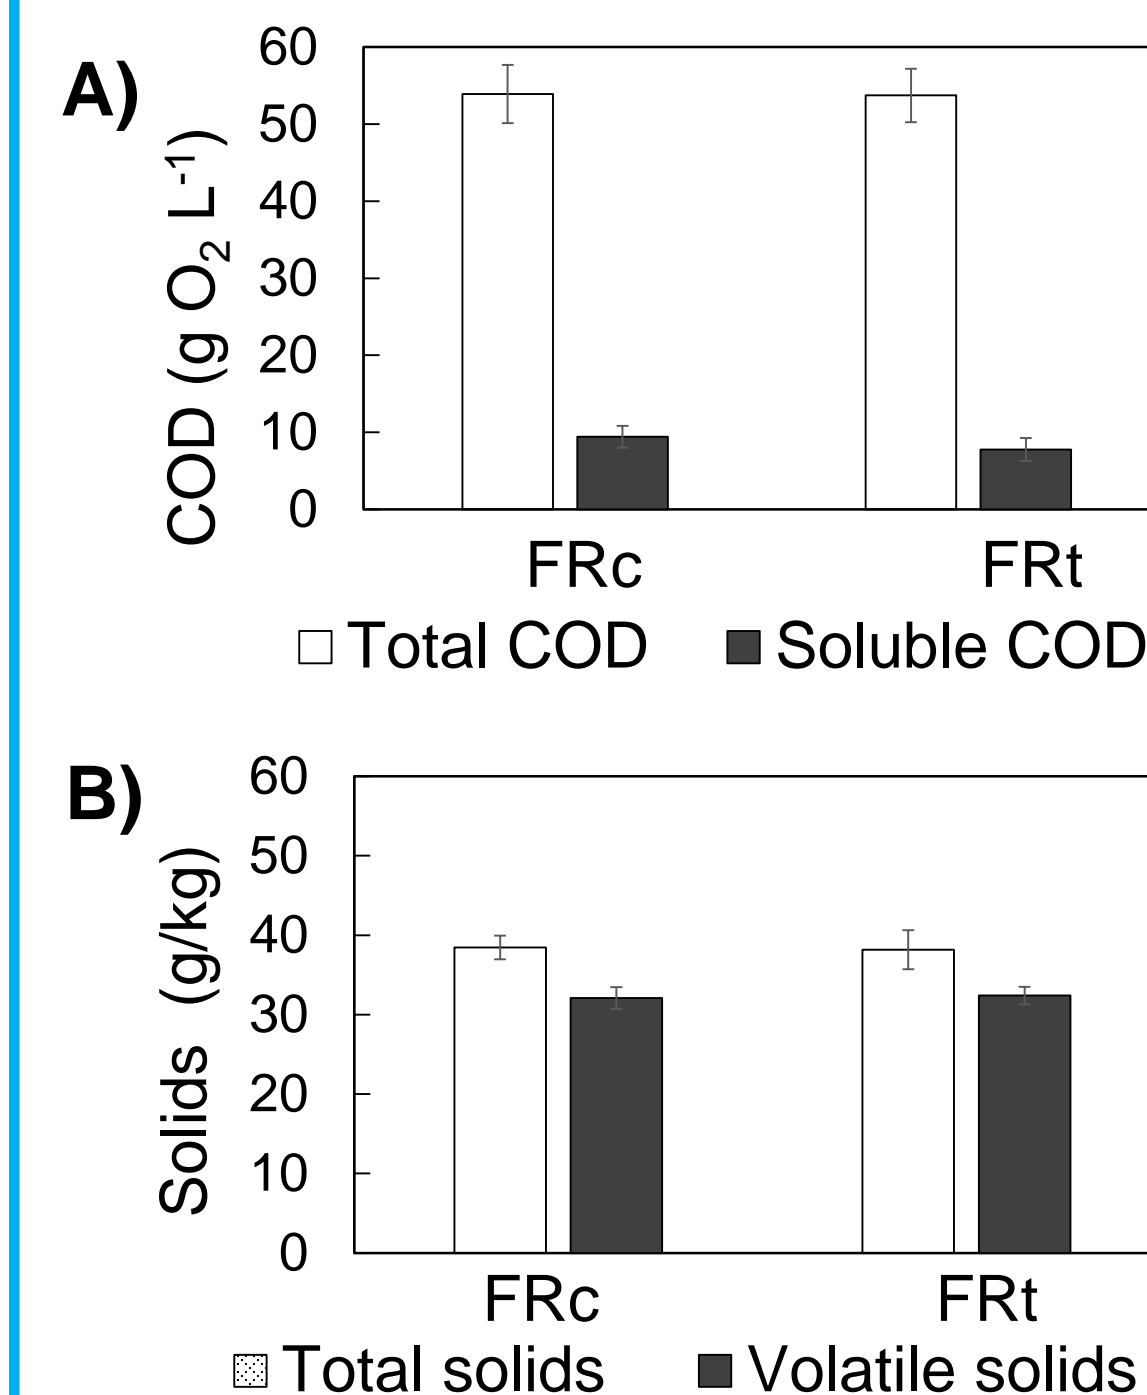 A)
COD (g O₂ L⁻¹)
60
50
40
30
20
10
0
FRc FRt
Total COD Soluble COD
B)
Solids (g/kg)
60
50
40
30
20
10
0
FRc FRt
Total solids Volatile solids